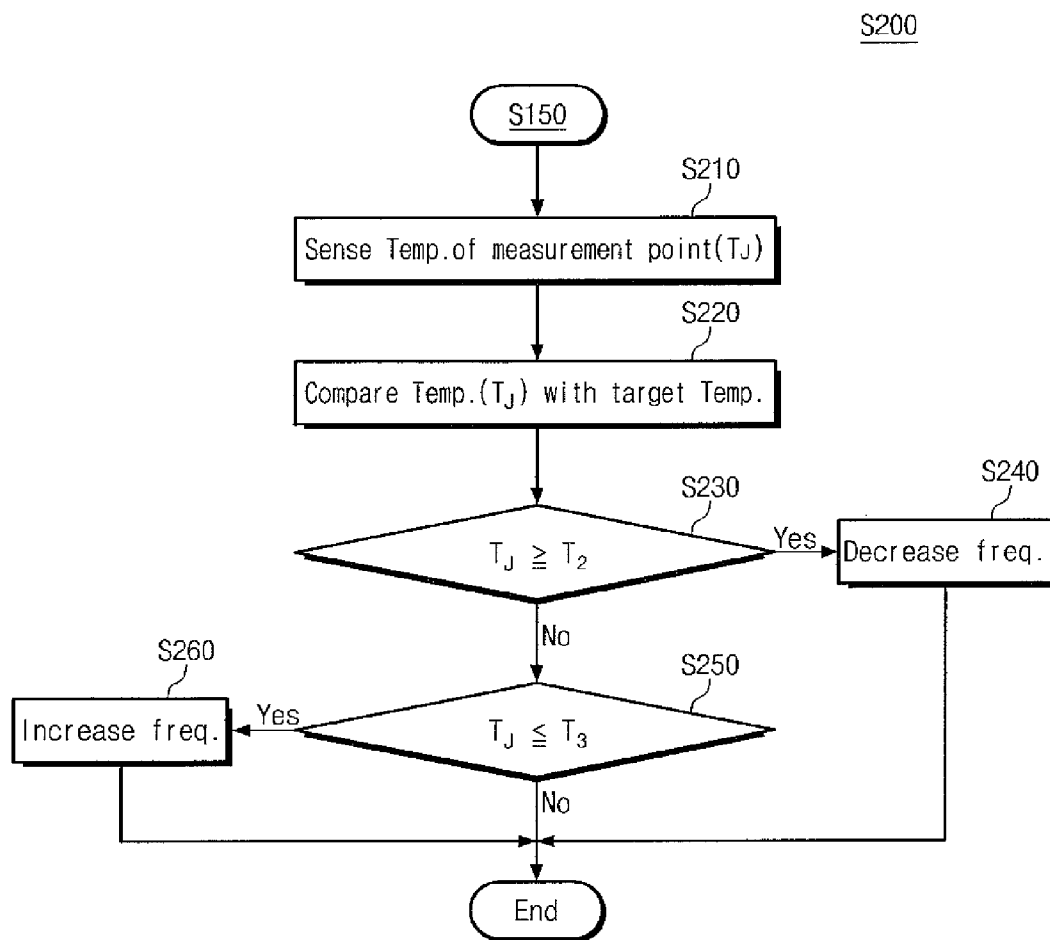 S200
S150
S210
Sense Temp.of measurement point(TJ)
S220
Compare Temp.(TJ) with target Temp.
S230
TJ ≧ T2
Yes
S240
Decrease freq.
No
S250
TJ ≦ T3
Yes
S260
Increase freq.
No
End